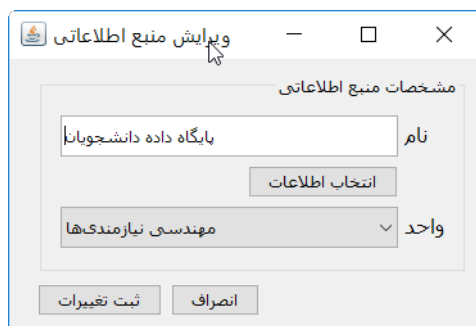 ویرایش منبع اطلاعاتی
مشخصات منبع اطلاعاتی
نام
پایگاه داده دانشجویان
انتخاب اطلاعات
واحد
مهندسی نیازمندی‌ها
انصراف
ثبت تغییرات